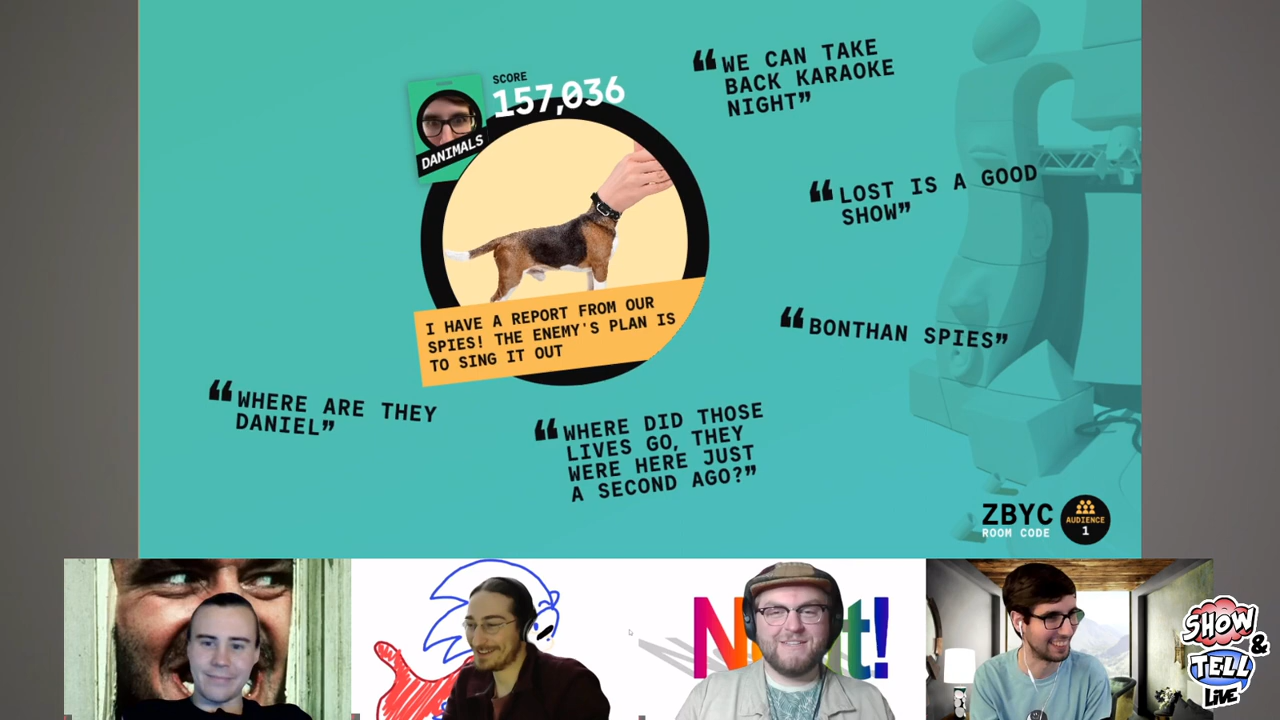 SCORE
157,036
DANIMALS
I HAVE A REPORT FROM OUR
SPIES! THE ENEMY'S PLAN IS
TO SING IT OUT
“WE CAN TAKE
BACK KARAOKE
NIGHT”
“LOST IS A GOOD
SHOW”
“BONTHAN SPIES”
“WHERE ARE THEY
DANIEL”
“WHERE DID THOSE
LIVES GO, THEY
WERE HERE JUST
A SECOND AGO?”
ZBYC
ROOM CODE
AUDIENCE
1
SHOW
&
TELL
LIVE